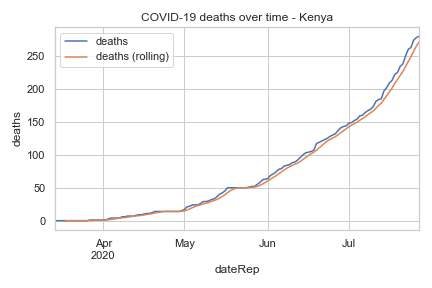 COVID-19 deaths over time - Kenya
deaths
deaths (rolling)
250
200
150
100
50
0
deaths
Apr
2020
May
Jun
Jul
dateRep